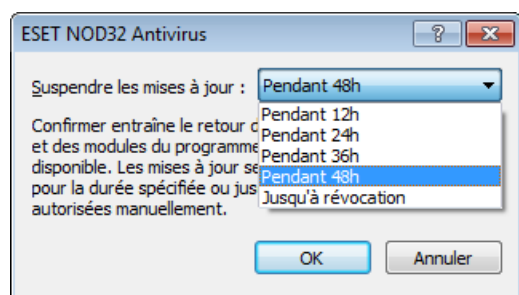 ESET NOD32 Antivirus
Suspendre les mises à jour : Pendant 48h
Pendant 12h
Pendant 24h
Pendant 36h
Pendant 48h
Jusqu'à révocation
Confirmer entraîne le retour
et des modules du programme
disponible. Les mises à jour
pour la durée spécifiée ou
autorisées manuellement.
OK Annuler